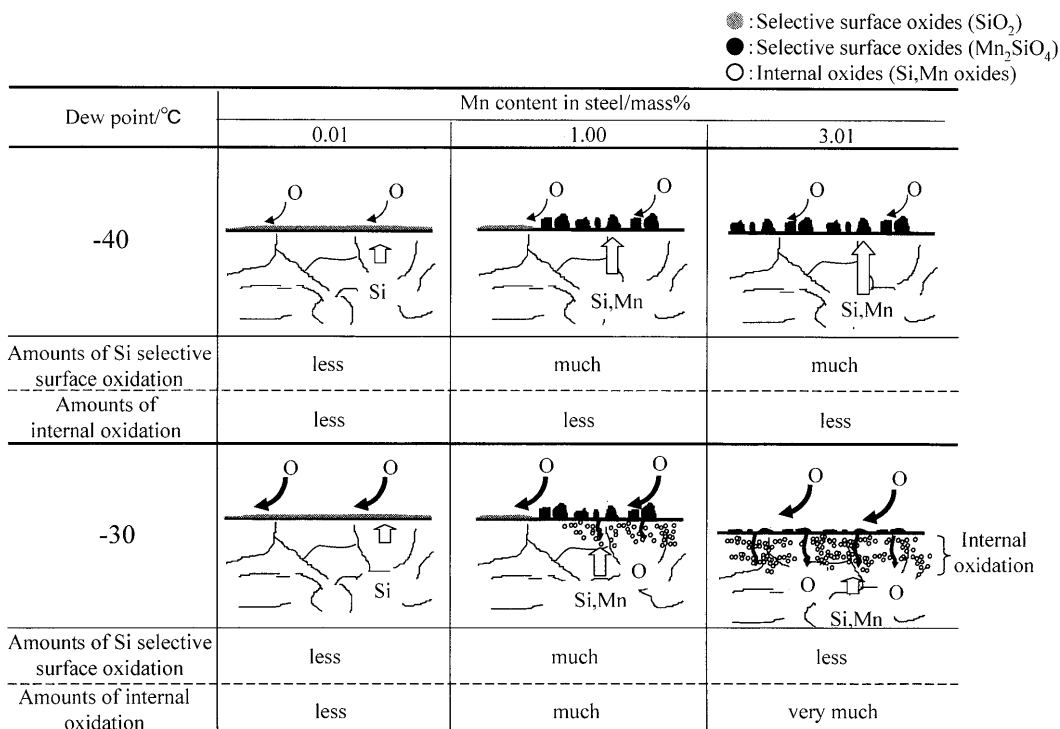 : Selective surface oxides (SiO2)
: Selective surface oxides (Mn2SiO4)
: Internal oxides (Si,Mn oxides)
Dew point/℃
Mn content in steel/mass%
0.01
1.00
3.01
-40
O
O
Si
O
O
Si,Mn
O
O
Si,Mn
Amounts of Si selective
surface oxidation
less
much
much
Amounts of
internal oxidation
less
less
less
-30
O
O
Si
O
O
O
Si,Mn
O
O
O
O
Si,Mn
Internal
oxidation
Amounts of Si selective
surface oxidation
less
much
less
Amounts of internal
oxidation
less
much
very much